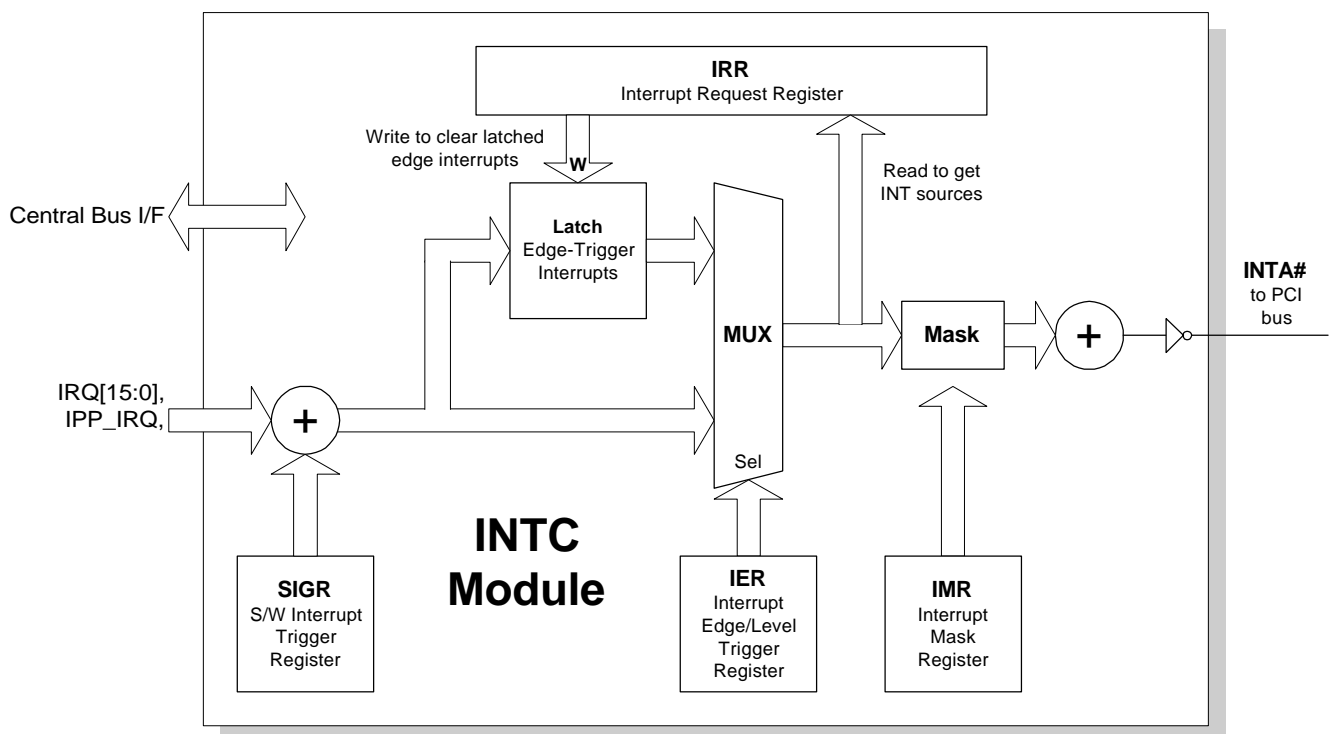 IRR
Interrupt Request Register
Write to clear latched
edge interrupts
W
Read to get
INT sources
Central Bus I/F
Latch
Edge-Trigger
Interrupts
INTA#
to PCI
bus
MUX
Mask
+
IRQ[15:0],
IPP_IRQ,
+
Sel
INTC
Module
SIGR
S/W Interrupt
Trigger
Register
IER
Interrupt
Edge/Level
Trigger
Register
IMR
Interrupt
Mask
Register